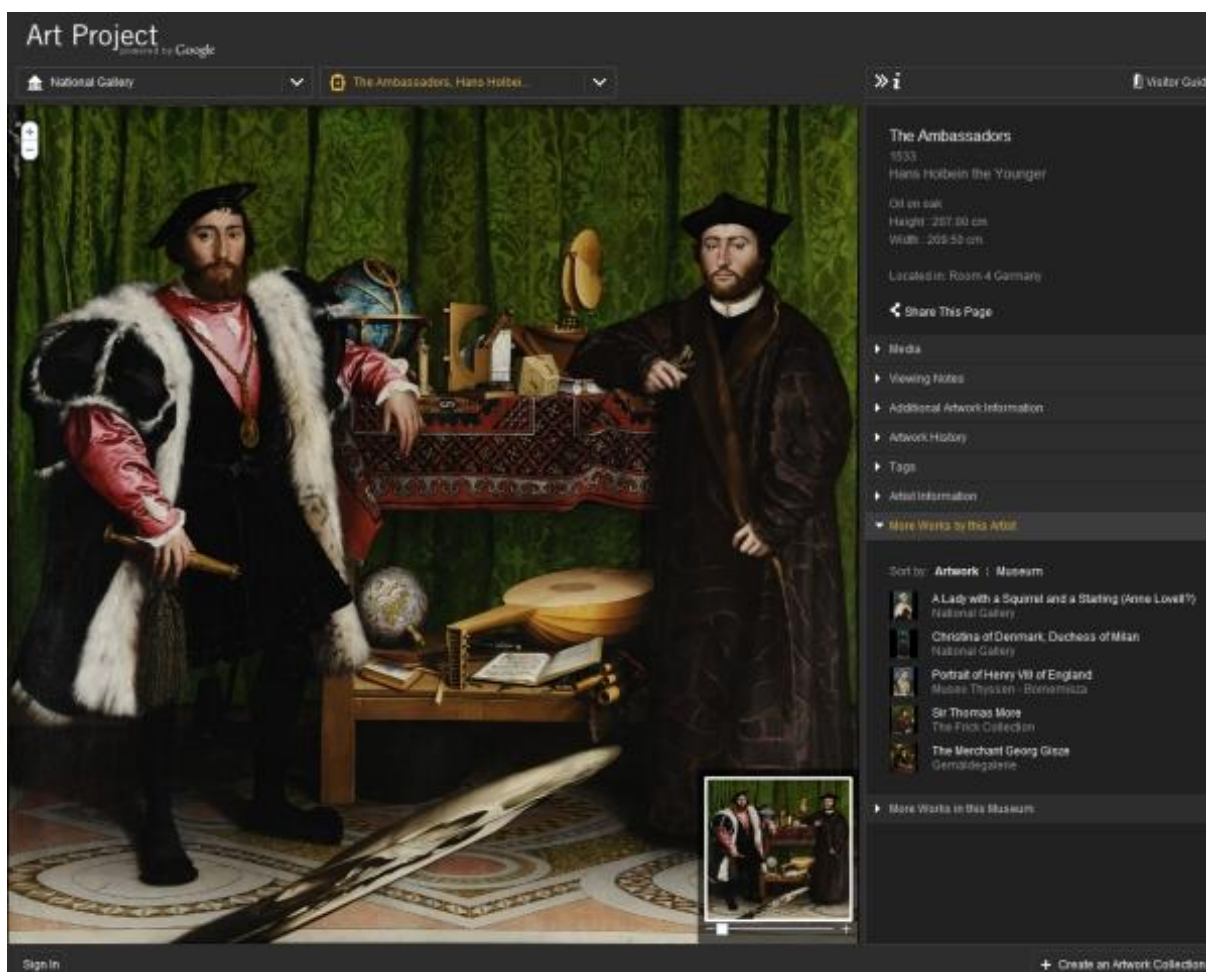 Art Project
powered by Google
National Gallery
The Ambassadors, Hans Holbei...
Visitor Guid
The Ambassadors
1533
Hans Holbein the Younger
Oil on oak
Height : 207.00 cm
Width : 209.50 cm
Located in: Room 4 Germany
Share This Page
Media
Viewing Notes
Additional Artwork Information
Artwork History
Tags
Artist Information
More Works by this Artist
Sort by: Artwork | Museum
A Lady with a Squirrel and a Starling (Anne Lovell?)
National Gallery
Christina of Denmark, Duchess of Milan
National Gallery
Portrait of Henry VIII of England
Museo Thyssen - Bornemisza
Sir Thomas More
The Frick Collection
The Merchant Georg Gisze
Gemäldegalerie
More Works in this Museum
Sign In
+ Create an Artwork Collection